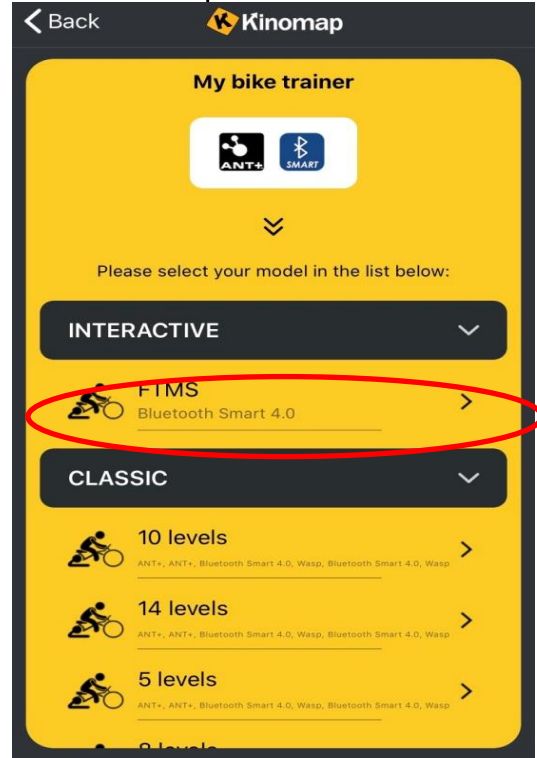 Back
Kinomap
My bike trainer
ANT+
SMART
Please select your model in the list below:
INTERACTIVE
FTMS
Bluetooth Smart 4.0
CLASSIC
10 levels
ANT+, ANT+, Bluetooth Smart 4.0, Wasp, Bluetooth Smart 4.0, Wasp
14 levels
ANT+, ANT+, Bluetooth Smart 4.0, Wasp, Bluetooth Smart 4.0, Wasp
5 levels
ANT+, ANT+, Bluetooth Smart 4.0, Wasp, Bluetooth Smart 4.0, Wasp
8 levels